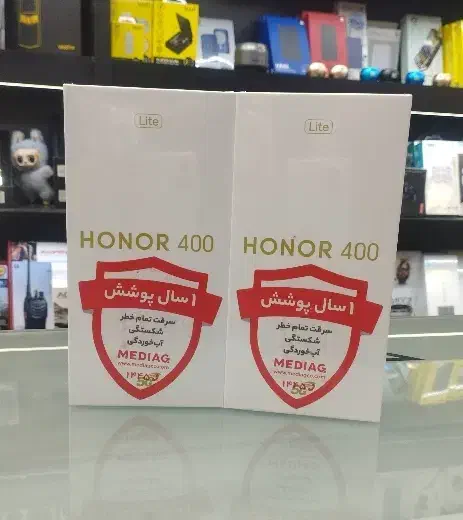 Lite
HONOR 400
۱ سال پوشش
سرقت تمام خطر
شکستگی
آب‌خوردگی
MEDIAG
Lite
HONOR 400
۱ سال پوشش
سرقت تمام خطر
شکستگی
آب‌خوردگی
MEDIAG